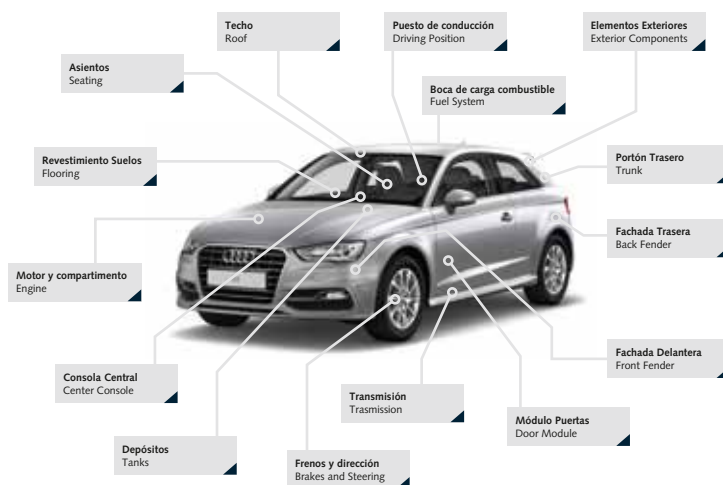 Techo
Roof
Puesto de conducción
Driving Position
Elementos Exteriores
Exterior Components
Asientos
Seating
Boca de carga combustible
Fuel System
Revestimiento Suelos
Flooring
Portón Trasero
Trunk
Fachada Trasera
Back Fender
Motor y compartimento
Engine
Fachada Delantera
Front Fender
Consola Central
Center Console
Transmisión
Trasmission
Módulo Puertas
Door Module
Depósitos
Tanks
Frenos y dirección
Brakes and Steering